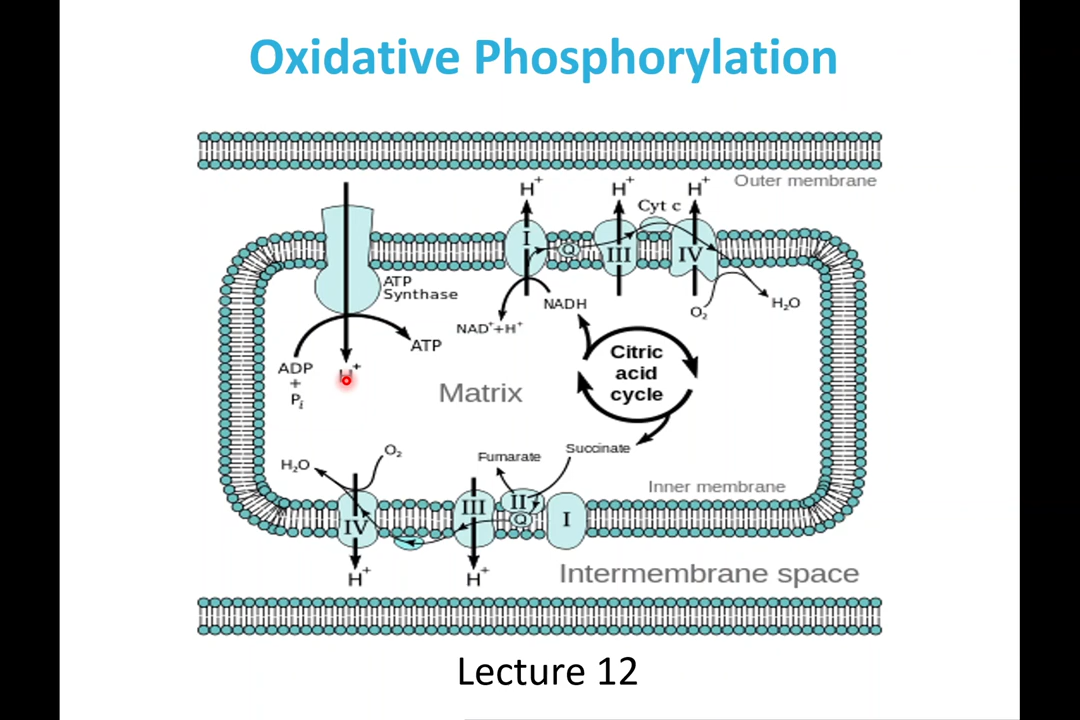 Oxidative Phosphorylation
Outer membrane
H⁺
H⁺
H⁺
Cyt c
I
Q
III
IV
ATP
Synthase
NADH
NAD⁺+H⁺
O₂
H₂O
ATP
ADP
+
Pᵢ
H⁺
Citric
acid
cycle
Matrix
Succinate
Fumarate
O₂
H₂O
Inner membrane
IV
III
II
Q
I
H⁺
H⁺
Intermembrane space
Lecture 12